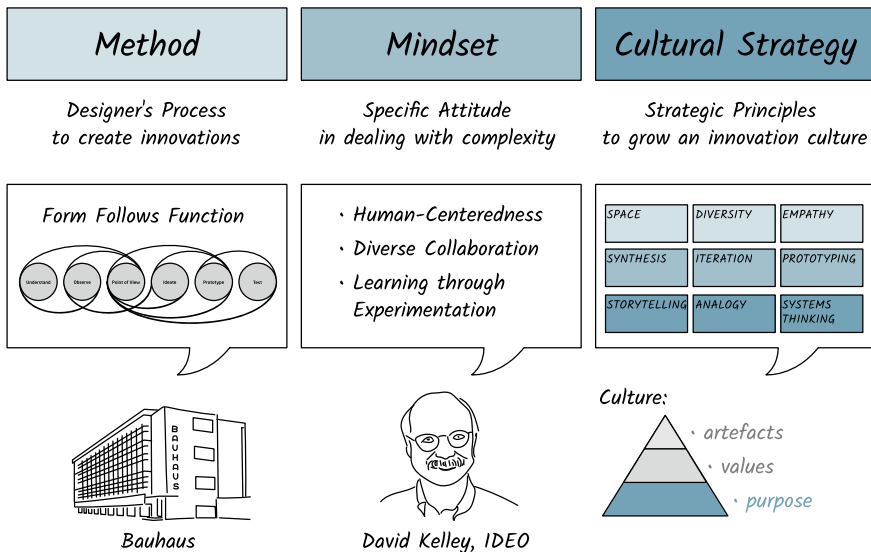 Method
Designer's Process
to create innovations
Form Follows Function
Understand
Observe
Point of View
Ideate
Prototype
Test
BAUHAUS
Bauhaus
Mindset
Specific Attitude
in dealing with complexity
· Human-Centeredness
· Diverse Collaboration
· Learning through
Experimentation
David Kelley, IDEO
Cultural Strategy
Strategic Principles
to grow an innovation culture
SPACE
DIVERSITY
EMPATHY
SYNTHESIS
ITERATION
PROTOTYPING
STORYTELLING
ANALOGY
SYSTEMS
THINKING
Culture:
· artefacts
· values
· purpose